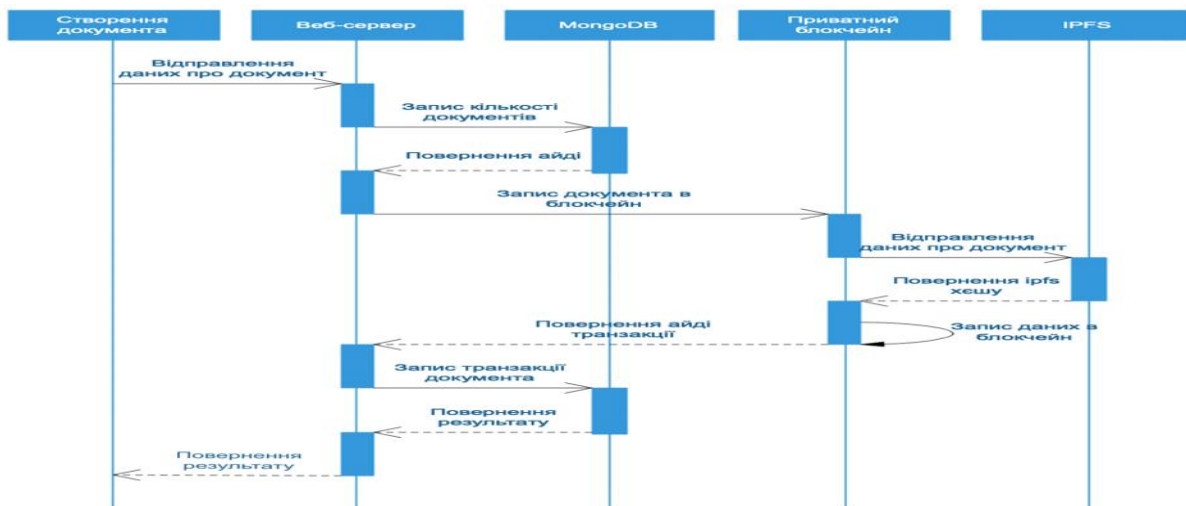 Створення
документа
Веб-сервер
MongoDB
Приватний
блокчейн
IPFS
Відправлення
даних про документ
Запис кількості
документів
Повернення айді
Запис документа в
блокчейн
Відправлення
даних про документ
Повернення ipfs
хєшу
Запис даних в
блокчейн
Повернення айді
транзакції
Запис транзакції
документа
Повернення
результату
Повернення
результату